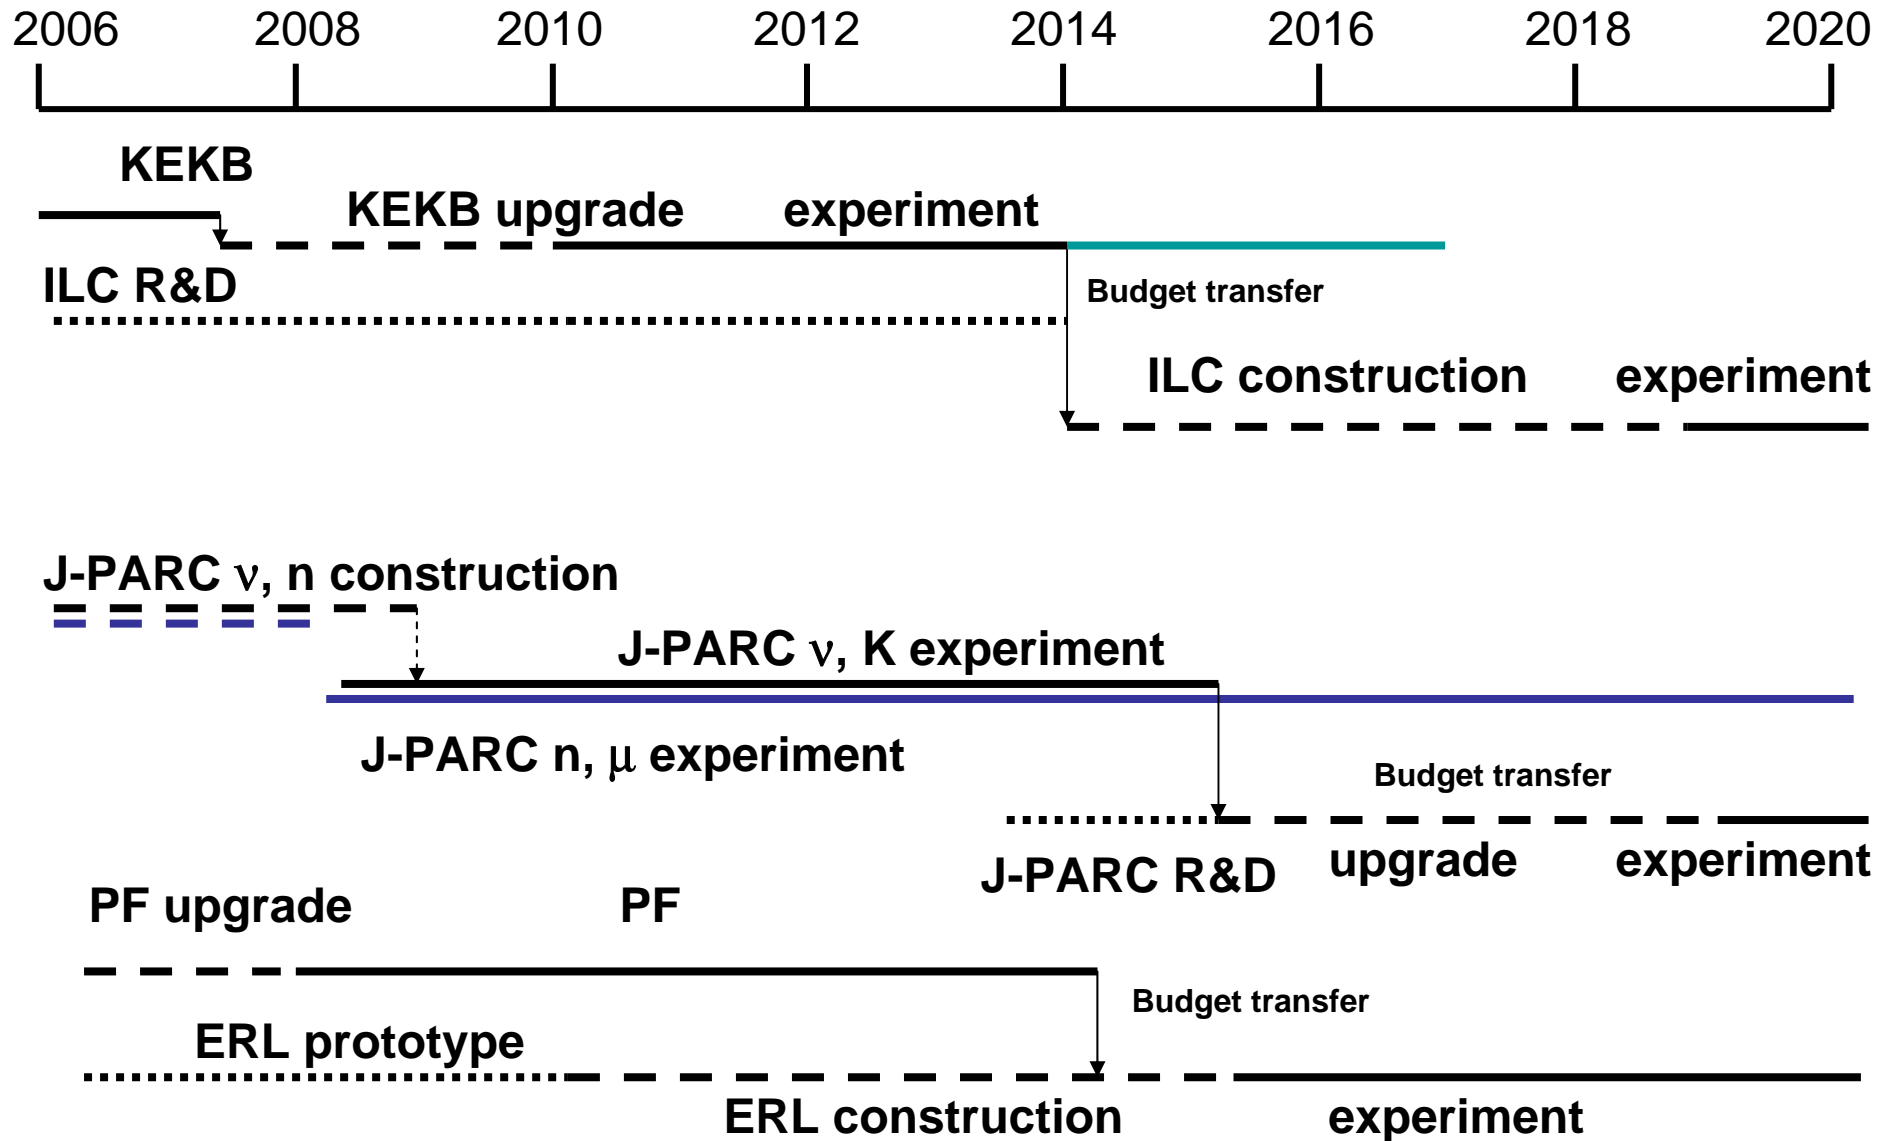 2006 2008 2010 2012 2014 2016 2018 2020
KEKB
KEKB upgrade experiment
ILC R&D
Budget transfer
ILC construction experiment
J-PARC ν, n construction
J-PARC ν, K experiment
J-PARC n, μ experiment
Budget transfer
J-PARC R&D upgrade experiment
PF upgrade PF
Budget transfer
ERL prototype
ERL construction experiment